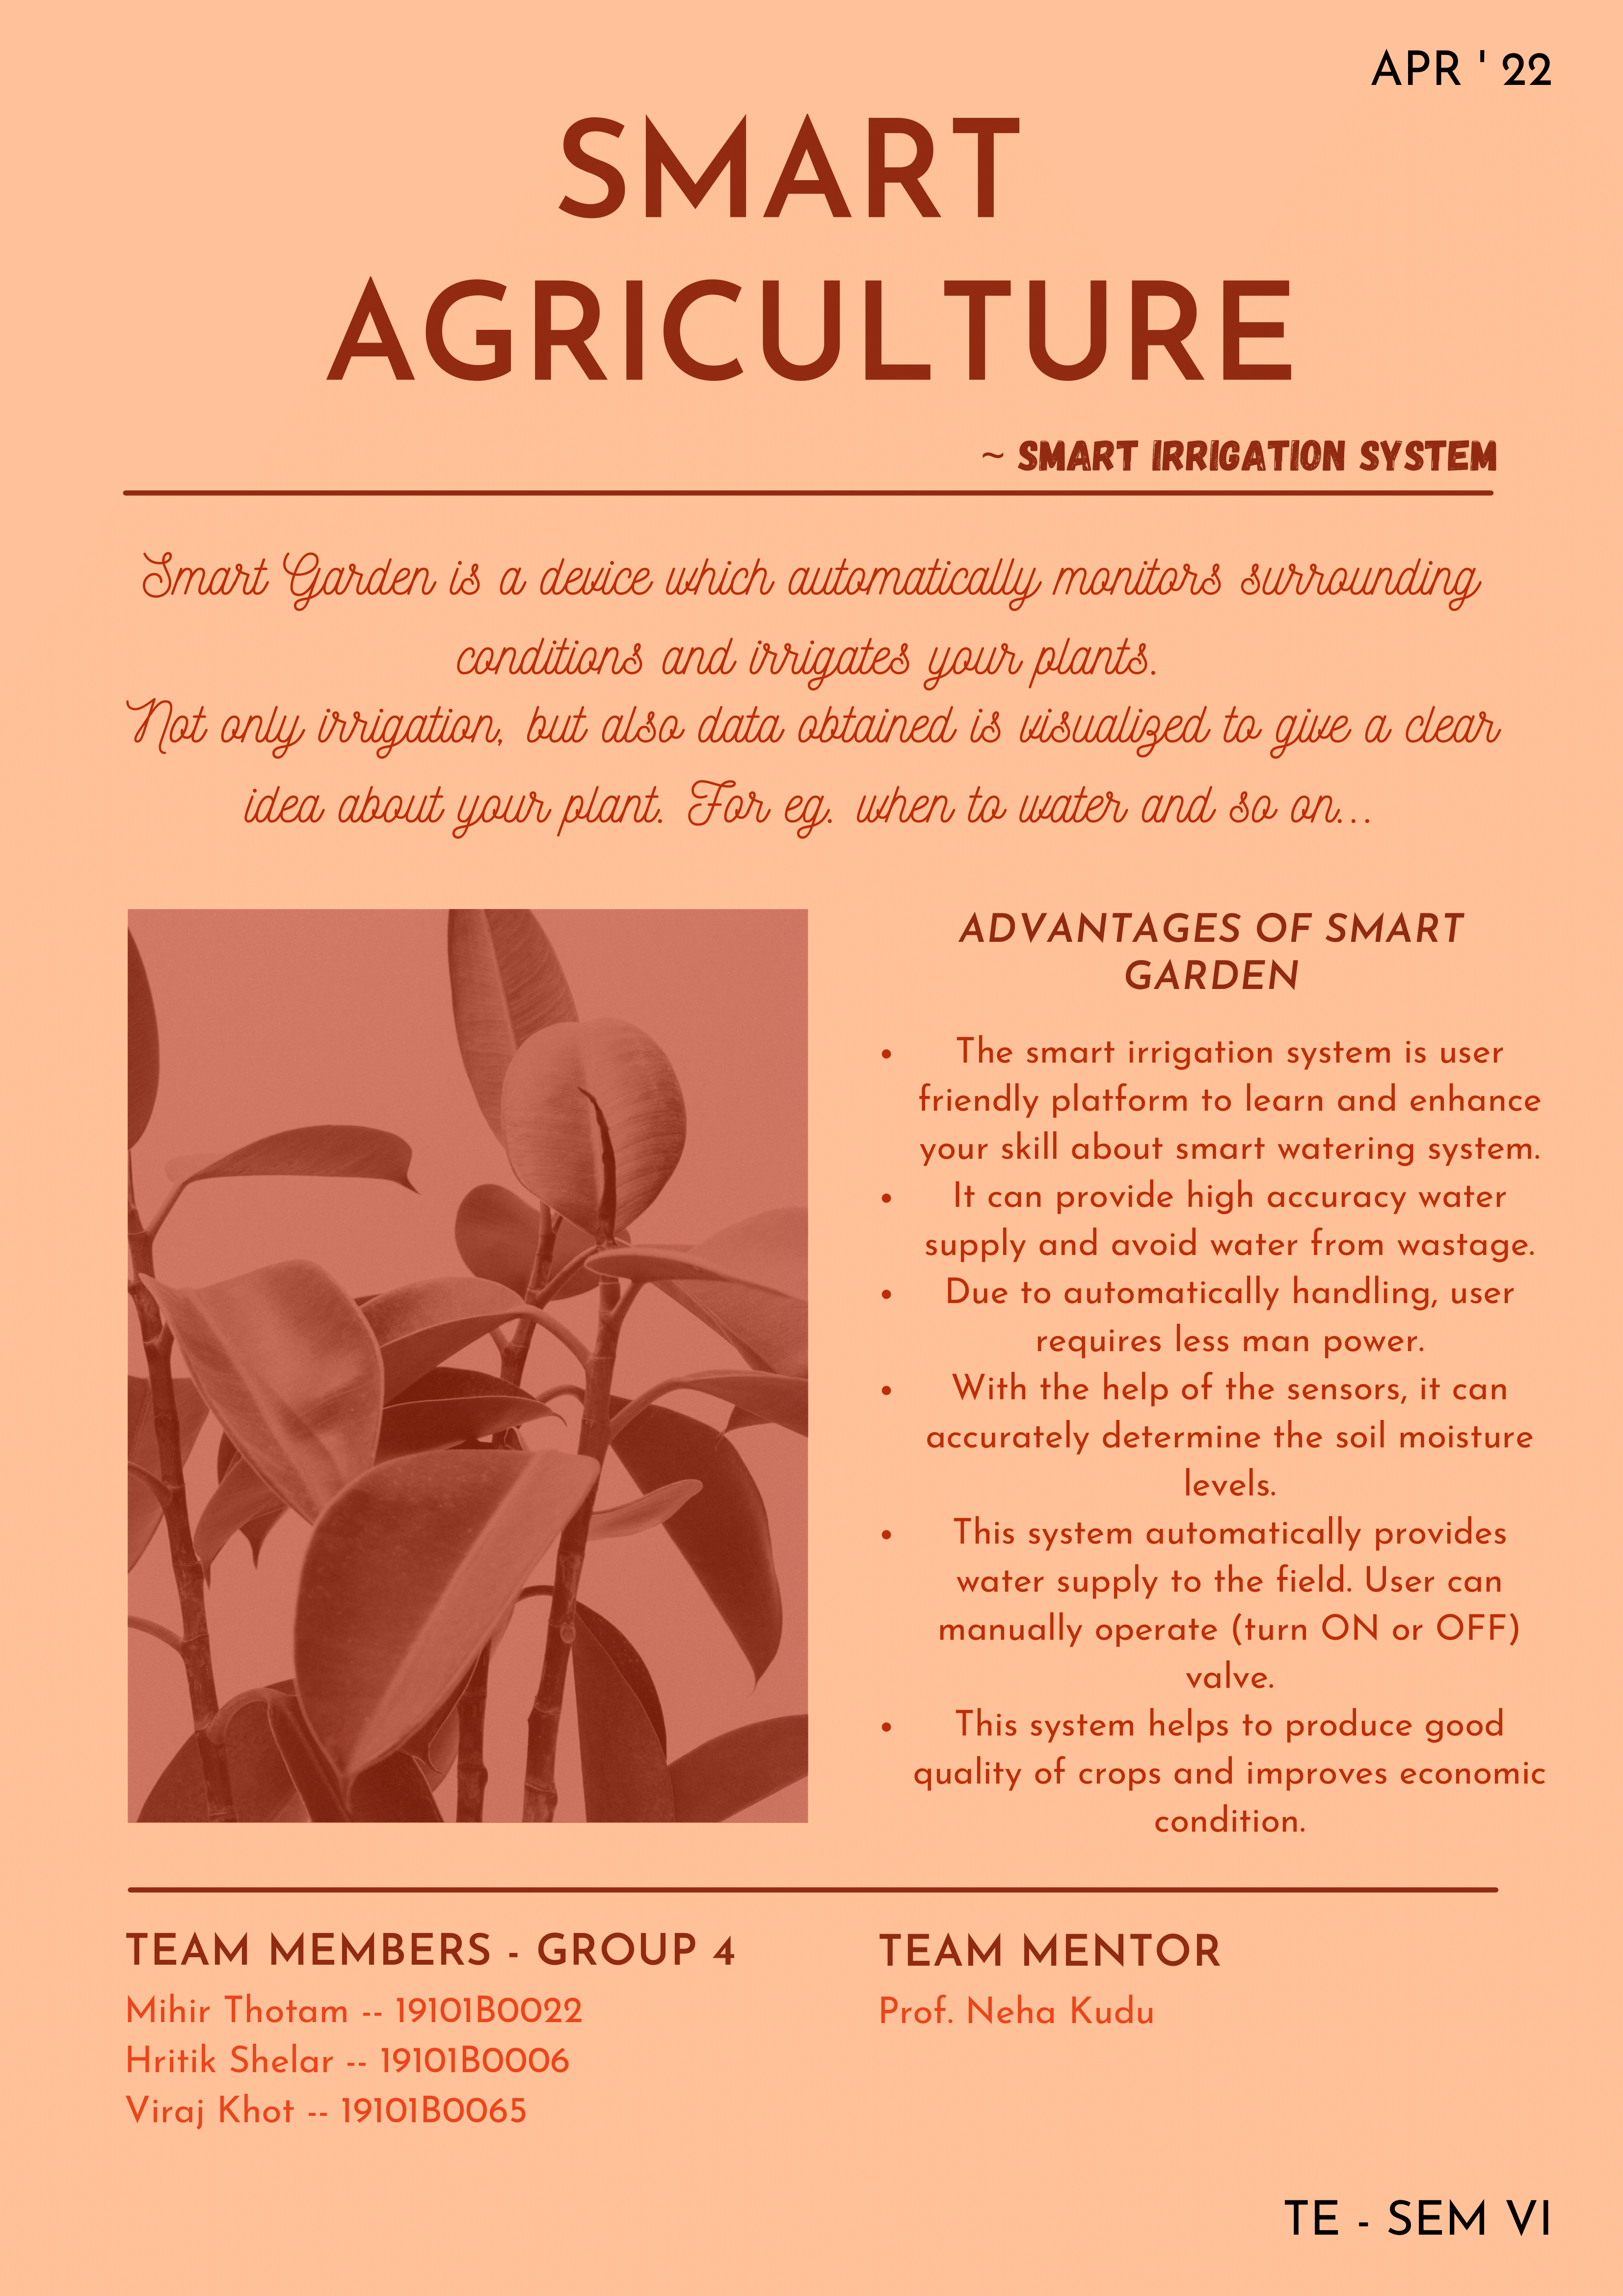 APR ' 22
SMART
AGRICULTURE
~ SMART IRRIGATION SYSTEM
Smart Garden is a device which automatically monitors surrounding
conditions and irrigates your plants.
Not only irrigation, but also data obtained is visualized to give a clear
idea about your plant. For eg. when to water and so on...
ADVANTAGES OF SMART
GARDEN
• The smart irrigation system is user
friendly platform to learn and enhance
your skill about smart watering system.
• It can provide high accuracy water
supply and avoid water from wastage.
• Due to automatically handling, user
requires less man power.
• With the help of the sensors, it can
accurately determine the soil moisture
levels.
• This system automatically provides
water supply to the field. User can
manually operate (turn ON or OFF)
valve.
• This system helps to produce good
quality of crops and improves economic
condition.
TEAM MEMBERS - GROUP 4
Mihir Thotam -- 19101B0022
Hritik Shelar -- 19101B0006
Viraj Khot -- 19101B0065
TEAM MENTOR
Prof. Neha Kudu
TE - SEM VI